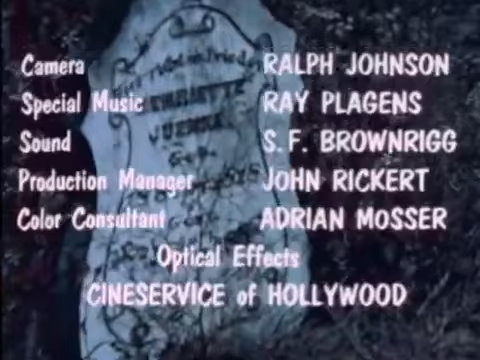 Camera RALPH JOHNSON
Special Music RAY PLAGENS
Sound S. F. BROWNRIGG
Production Manager JOHN RICKERT
Color Consultant ADRIAN MOSSER
Optical Effects
CINESERVICE of HOLLYWOOD